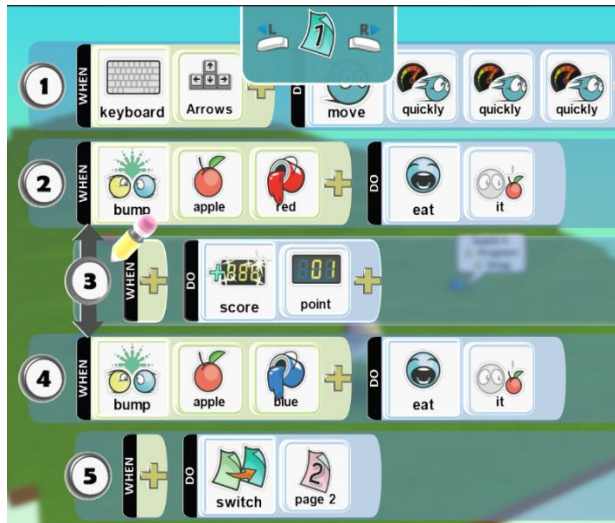 L 1 R
1 WHEN keyboard Arrows DO move quickly quickly quickly
2 WHEN bump apple red DO eat it
3 WHEN DO score 01 point
4 WHEN bump apple blue DO eat it
5 WHEN DO switch 2 page 2